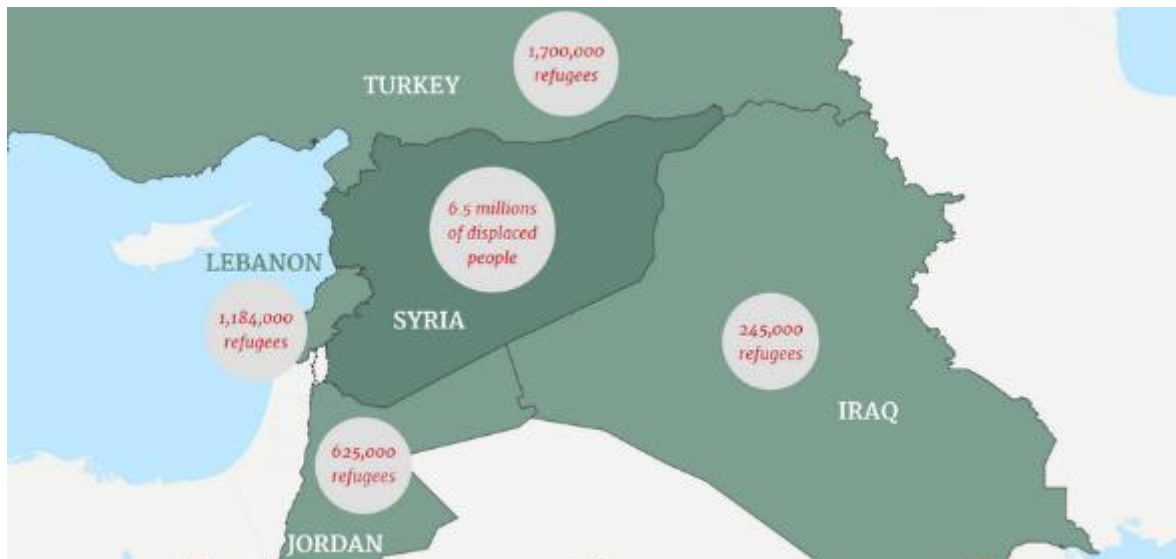 1,700,000
refugees
TURKEY
6.5 millions
of displaced
people
LEBANON
1,184,000
refugees
SYRIA
245,000
refugees
IRAQ
625,000
refugees
JORDAN